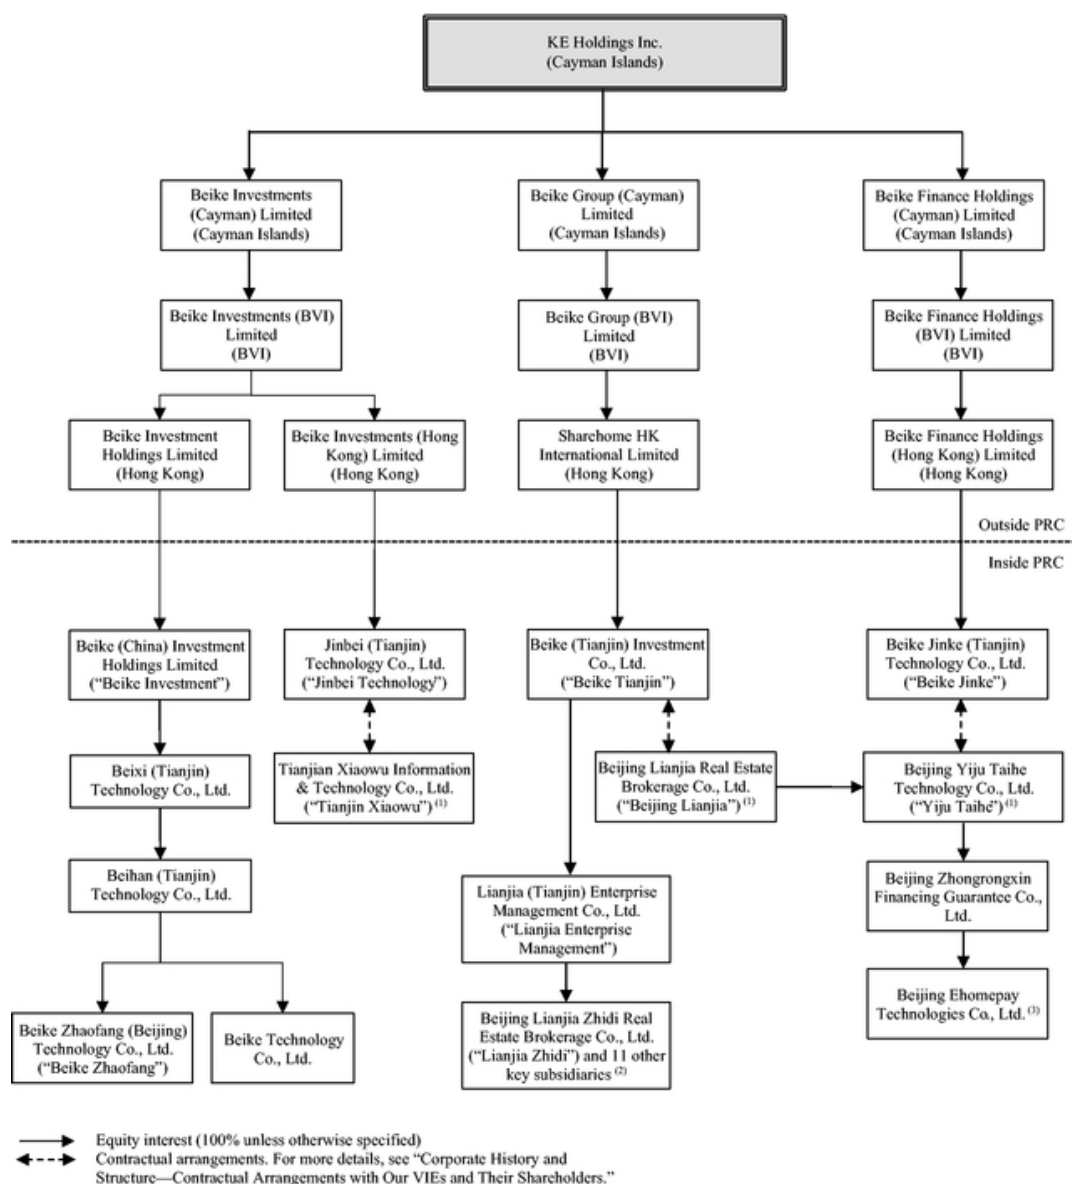 KE Holdings Inc.
(Cayman Islands)
Beike Investments
(Cayman) Limited
(Cayman Islands)
Beike Group (Cayman)
Limited
(Cayman Islands)
Beike Finance Holdings
(Cayman) Limited
(Cayman Islands)
Beike Investments (BVI)
Limited
(BVI)
Beike Group (BVI)
Limited
(BVI)
Beike Finance Holdings
(BVI) Limited
(BVI)
Beike Investment
Holdings Limited
(Hong Kong)
Beike Investments (Hong
Kong) Limited
(Hong Kong)
Sharehome HK
International Limited
(Hong Kong)
Beike Finance Holdings
(Hong Kong) Limited
(Hong Kong)
Outside PRC
Inside PRC
Beike (China) Investment
Holdings Limited
(“Beike Investment”)
Jinbei (Tianjin)
Technology Co., Ltd.
(“Jinbei Technology”)
Beike (Tianjin) Investment
Co., Ltd.
(“Beike Tianjin”)
Beike Jinke (Tianjin)
Technology Co., Ltd.
(“Beike Jinke”)
Beixi (Tianjin)
Technology Co., Ltd.
Tianjian Xiaowu Information
& Technology Co., Ltd.
(“Tianjin Xiaowu”) (1)
Beijing Lianjia Real Estate
Brokerage Co., Ltd.
(“Beijing Lianjia”) (1)
Beijing Yiju Taihe
Technology Co., Ltd.
(“Yiju Taihe”) (1)
Beihan (Tianjin)
Technology Co., Ltd.
Lianjia (Tianjin) Enterprise
Management Co., Ltd.
(“Lianjia Enterprise
Management”)
Beijing Zhongrongxin
Financing Guarantee Co.,
Ltd.
Beike Zhaofang (Beijing)
Technology Co., Ltd.
(“Beike Zhaofang”)
Beike Technology
Co., Ltd.
Beijing Lianjia Zhidi Real
Estate Brokerage Co., Ltd.
(“Lianjia Zhidi”) and 11 other
key subsidiaries (2)
Beijing Ehomepay
Technologies Co., Ltd. (3)
Equity interest (100% unless otherwise specified)
Contractual arrangements. For more details, see “Corporate History and
Structure—Contractual Arrangements with Our VIEs and Their Shareholders.”